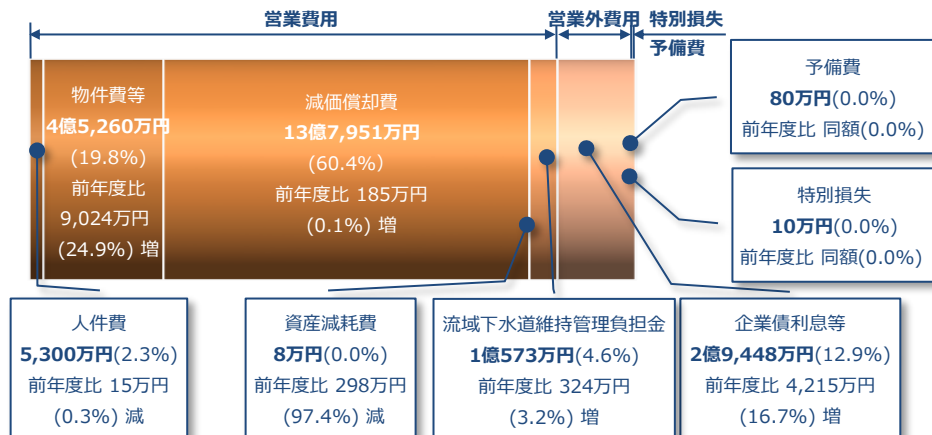 営業費用
営業外費用
特別損失
予備費
物件費等
4億5,260万円
(19.8%)
前年度比
9,024万円
(24.9%) 増
減価償却費
13億7,951万円
(60.4%)
前年度比 185万円
(0.1%) 増
予備費
80万円(0.0%)
前年度比 同額(0.0%)
特別損失
10万円(0.0%)
前年度比 同額(0.0%)
人件費
5,300万円(2.3%)
前年度比 15万円
(0.3%) 減
資産減耗費
8万円(0.0%)
前年度比 298万円
(97.4%) 減
流域下水道維持管理負担金
1億573万円(4.6%)
前年度比 324万円
(3.2%) 増
企業債利息等
2億9,448万円(12.9%)
前年度比 4,215万円
(16.7%) 増